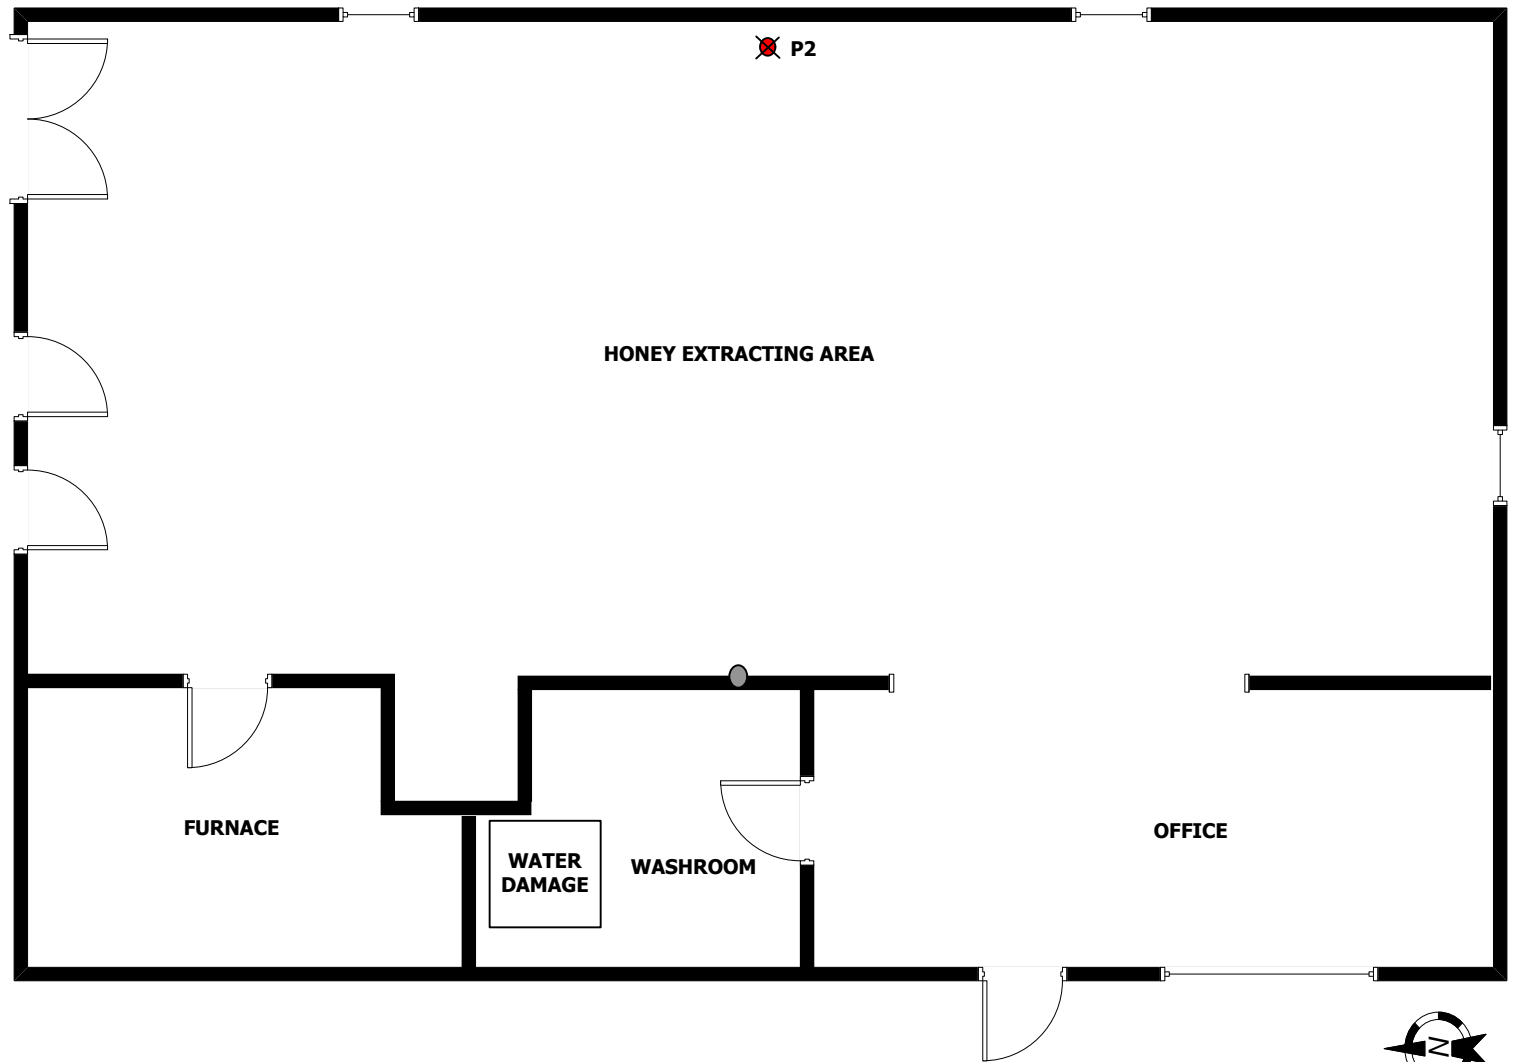 P2
HONEY EXTRACTING AREA
FURNACE
WATER
DAMAGE
WASHROOM
OFFICE
N